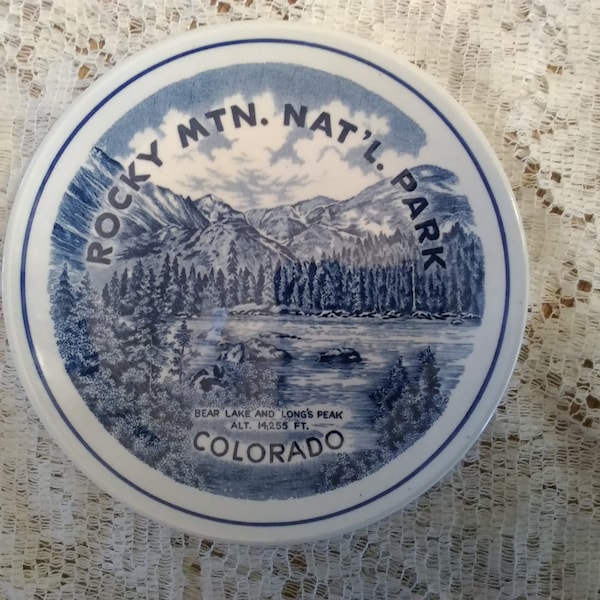 ROCKY MTN. NAT'L. PARK
BEAR LAKE AND LONG'S PEAK
ALT. 14,255 FT.
COLORADO